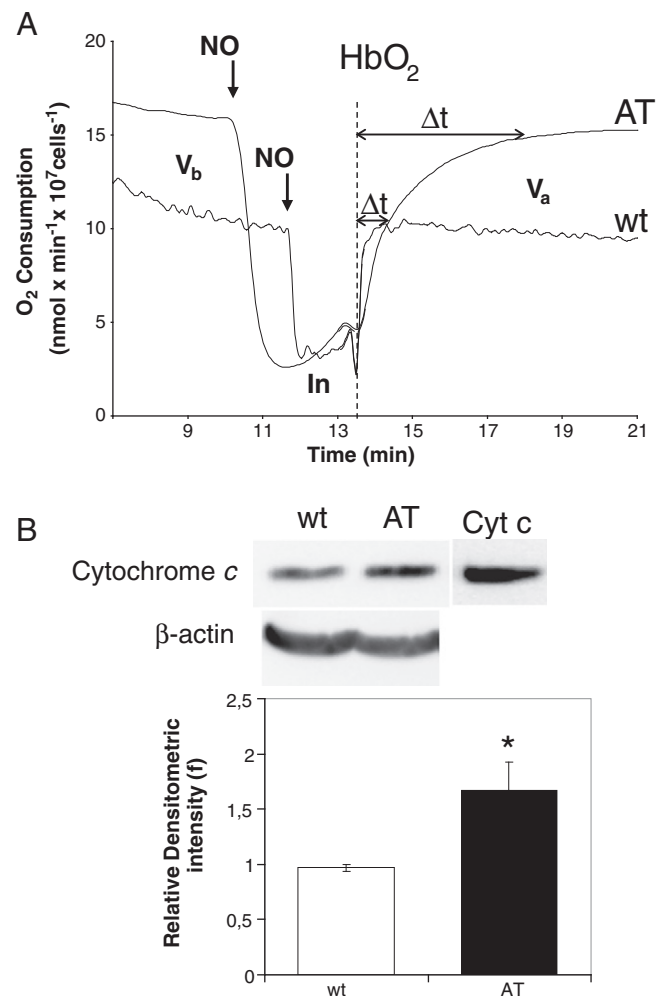 A
20
15
10
5
0
O₂ Consumption
(nmol x min⁻¹ x 10⁷cells⁻¹)
NO
NO
HbO₂
Δt
Δt
AT
wt
Vb
Va
In
9 11 13 15 17 19 21
Time (min)
B
wt AT Cyt c
Cytochrome c
β-actin
2,5
2
1,5
1
0,5
0
Relative Densitometric
intensity (f)
*
wt AT